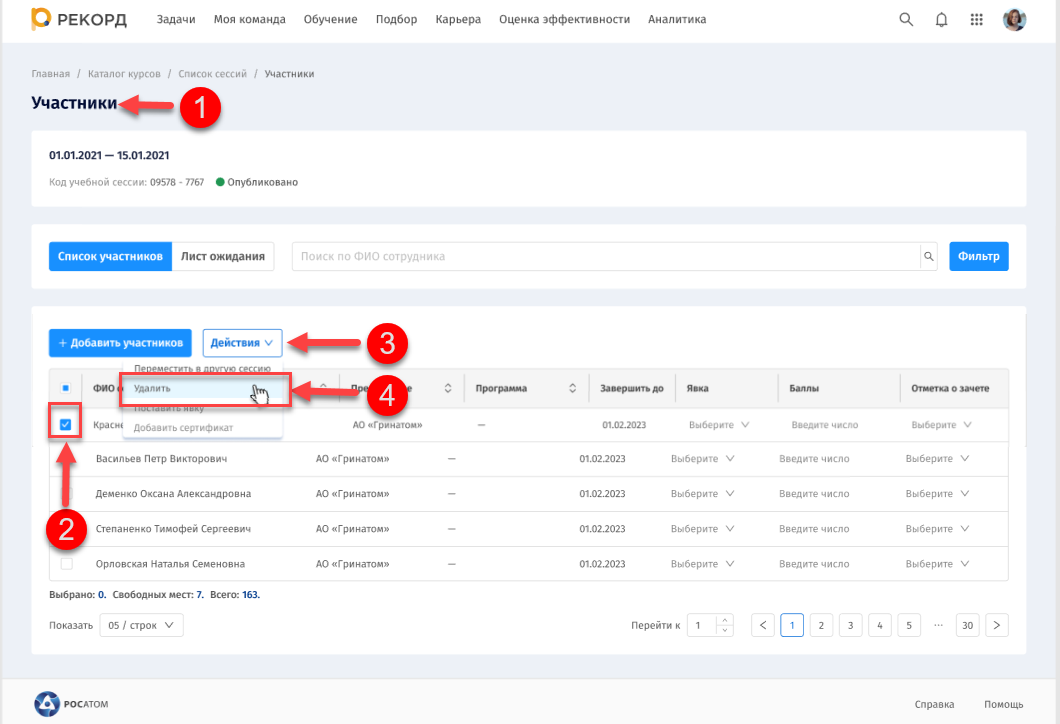 РЕКОРД Задачи Моя команда Обучение Подбор Карьера Оценка эффективности Аналитика
Главная / Каталог курсов / Список сессий / Участники
Участники 1
01.01.2021 — 15.01.2021
Код учебной сессии: 09578 - 7767 Опубликовано
Список участников Лист ожидания Поиск по ФИО сотрудника Фильтр
+ Добавить участников Действия 3
Переместить в другую сессию
ФИО Удалить 4 Программа Завершить до Явка Баллы Отметка о зачете
Поставить явку
Красне АО «Гринатом» — 01.02.2023 Выберите Введите число Выберите
Добавить сертификат
Васильев Петр Викторович АО «Гринатом» — 01.02.2023 Выберите Введите число Выберите
Деменко Оксана Александровна АО «Гринатом» — 01.02.2023 Выберите Введите число Выберите
2 Степаненко Тимофей Сергеевич АО «Гринатом» — 01.02.2023 Выберите Введите число Выберите
Орловская Наталья Семеновна АО «Гринатом» — 01.02.2023 Выберите Введите число Выберите
Выбрано: 0. Свободных мест: 7. Всего: 163.
Показать 05 / строк Перейти к 1 < 1 2 3 4 5 ··· 30 >
РОСАТОМ Справка Помощь